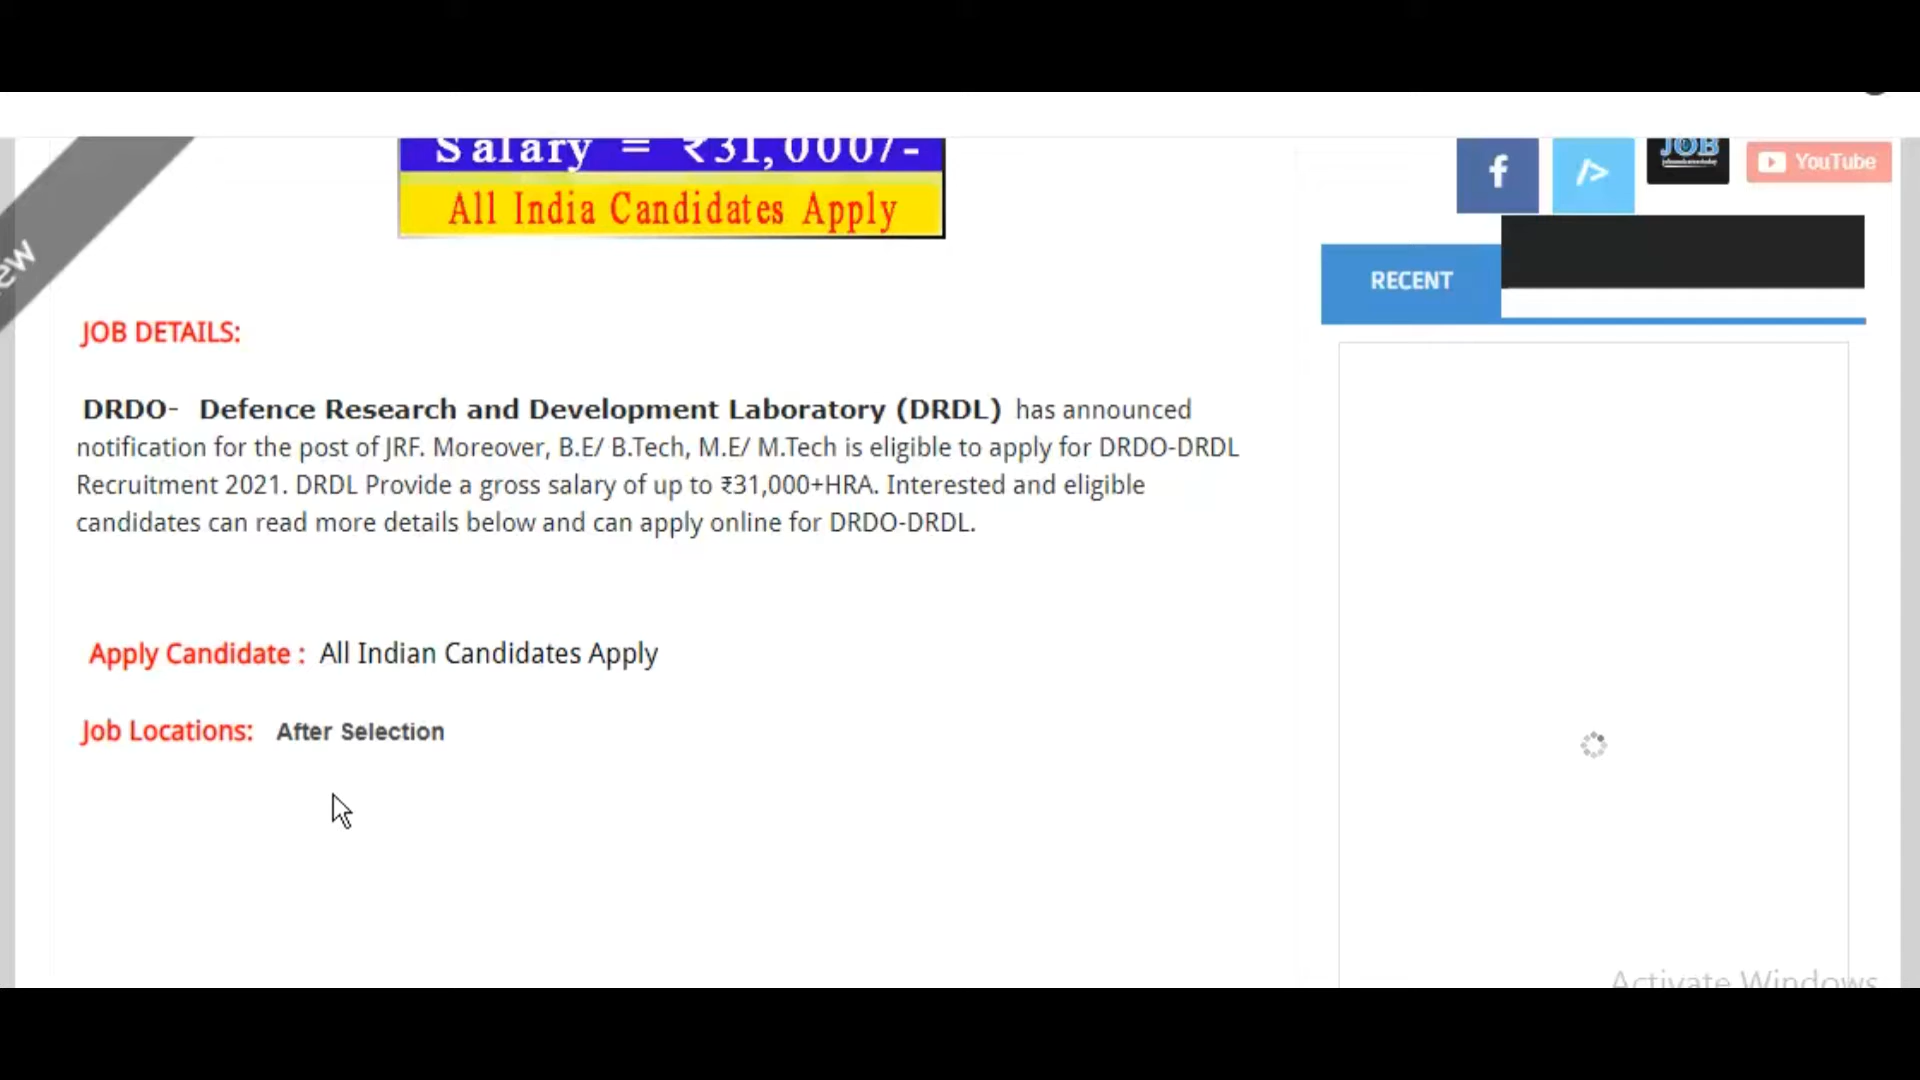 Salary = ₹31,000/-
All India Candidates Apply
f
/>
JOB
YouTube
RECENT
JOB DETAILS:
DRDO- Defence Research and Development Laboratory (DRDL) has announced
notification for the post of JRF. Moreover, B.E/ B.Tech, M.E/ M.Tech is eligible to apply for DRDO-DRDL
Recruitment 2021. DRDL Provide a gross salary of up to ₹31,000+HRA. Interested and eligible
candidates can read more details below and can apply online for DRDO-DRDL.
Apply Candidate : All Indian Candidates Apply
Job Locations: After Selection
Activate Windows